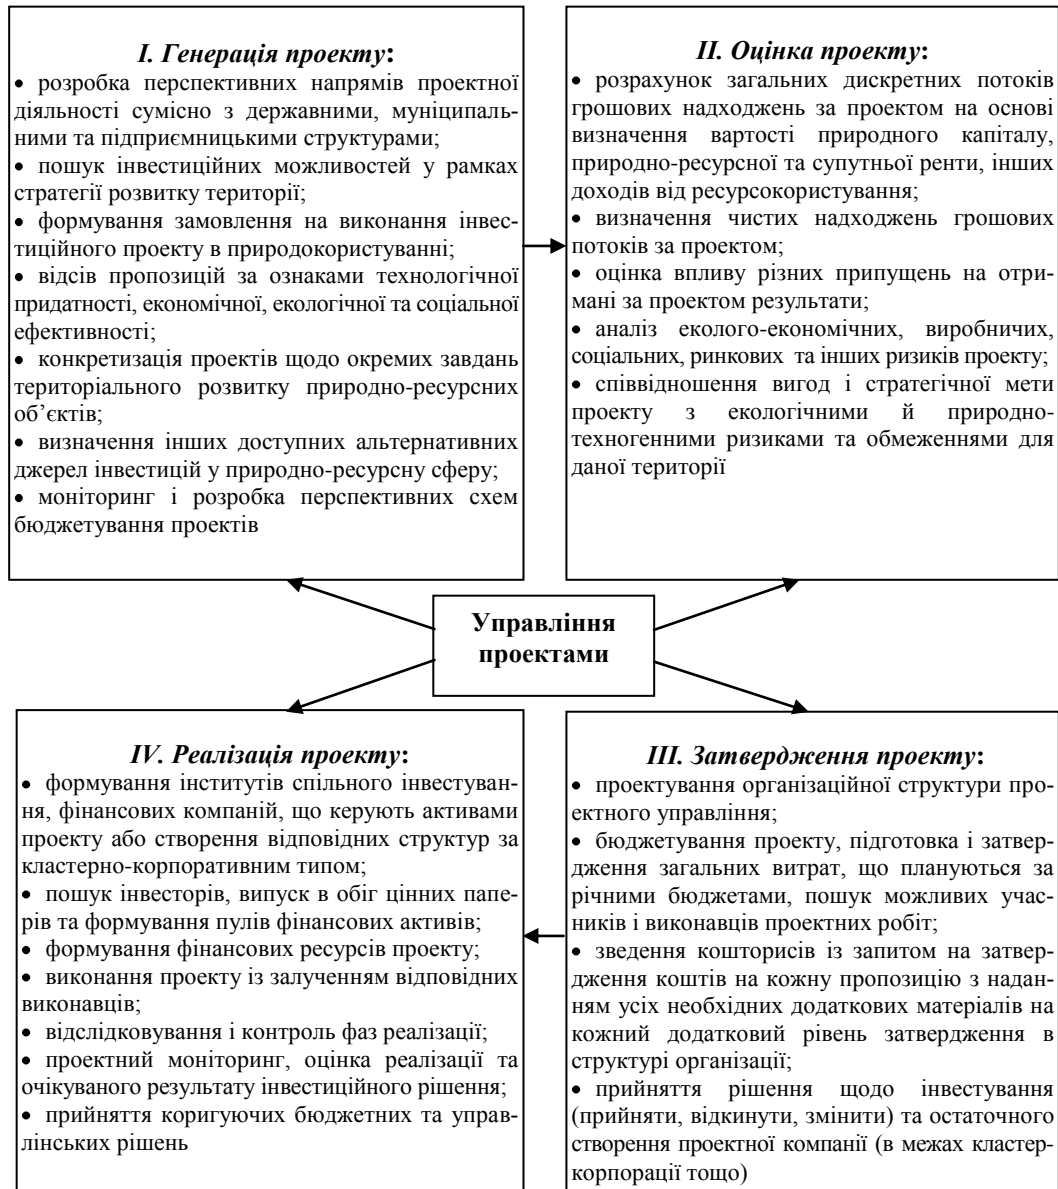 I. Генерація проекту:
• розробка перспективних напрямів проектної
діяльності сумісно з державними, муніципаль-
ними та підприємницькими структурами;
• пошук інвестиційних можливостей у рамках
стратегії розвитку території;
• формування замовлення на виконання інвес-
тиційного проекту в природокористуванні;
• відсів пропозицій за ознаками технологічної
придатності, економічної, екологічної та соціальної
ефективності;
• конкретизація проектів щодо окремих завдань
територіального розвитку природно-ресурсних
об’єктів;
• визначення інших доступних альтернативних
джерел інвестицій у природно-ресурсну сферу;
• моніторинг і розробка перспективних схем
бюджетування проектів
II. Оцінка проекту:
• розрахунок загальних дискретних потоків
грошових надходжень за проектом на основі
визначення вартості природного капіталу,
природно-ресурсної та супутньої ренти, інших
доходів від ресурсокористування;
• визначення чистих надходжень грошових
потоків за проектом;
• оцінка впливу різних припущень на отри-
мані за проектом результати;
• аналіз еколого-економічних, виробничих,
соціальних, ринкових та інших ризиків проекту;
• співвідношення вигод і стратегічної мети
проекту з екологічними й природно-
техногенними ризиками та обмеженнями для
даної території
Управління
проектами
IV. Реалізація проекту:
• формування інститутів спільного інвестуван-
ня, фінансових компаній, що керують активами
проекту або створення відповідних структур за
кластерно-корпоративним типом;
• пошук інвесторів, випуск в обіг цінних папе-
рів та формування пулів фінансових активів;
• формування фінансових ресурсів проекту;
• виконання проекту із залученням відповідних
виконавців;
• відслідковування і контроль фаз реалізації;
• проектний моніторинг, оцінка реалізації та
очікуваного результату інвестиційного рішення;
• прийняття коригуючих бюджетних та управ-
лінських рішень
III. Затвердження проекту:
• проектування організаційної структури про-
ектного управління;
• бюджетування проекту, підготовка і затвер-
дження загальних витрат, що плануються за
річними бюджетами, пошук можливих учас-
ників і виконавців проектних робіт;
• зведення кошторисів із запитом на затвер-
дження коштів на кожну пропозицію з надан-
ням усіх необхідних додаткових матеріалів на
кожний додатковий рівень затвердження в
структурі організації;
• прийняття рішення щодо інвестування
(прийняти, відкинути, змінити) та остаточного
створення проектної компанії (в межах кластер-
корпорації тощо)